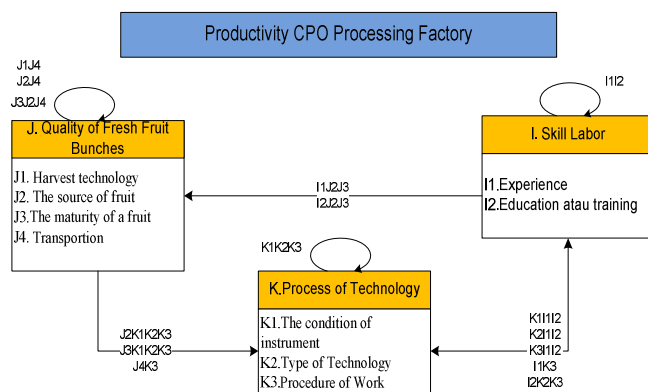 Productivity CPO Processing Factory
J1J4
J2J4
J3J2J4
I1I2
J. Quality of Fresh Fruit
Bunches
J1. Harvest technology
J2. The source of fruit
J3.The maturity of a fruit
J4. Transportion
I. Skill Labor
I1.Experience
I2.Education atau training
I1J2J3
I2J2J3
K1K2K3
K.Process of Technology
K1.The condition of
instrument
K2.Type of Technology
K3.Procedure of Work
J2K1K2K3
J3K1K2K3
J4K3
K1I1I2
K2I1I2
K3I1I2
I1K3
I2K2K3